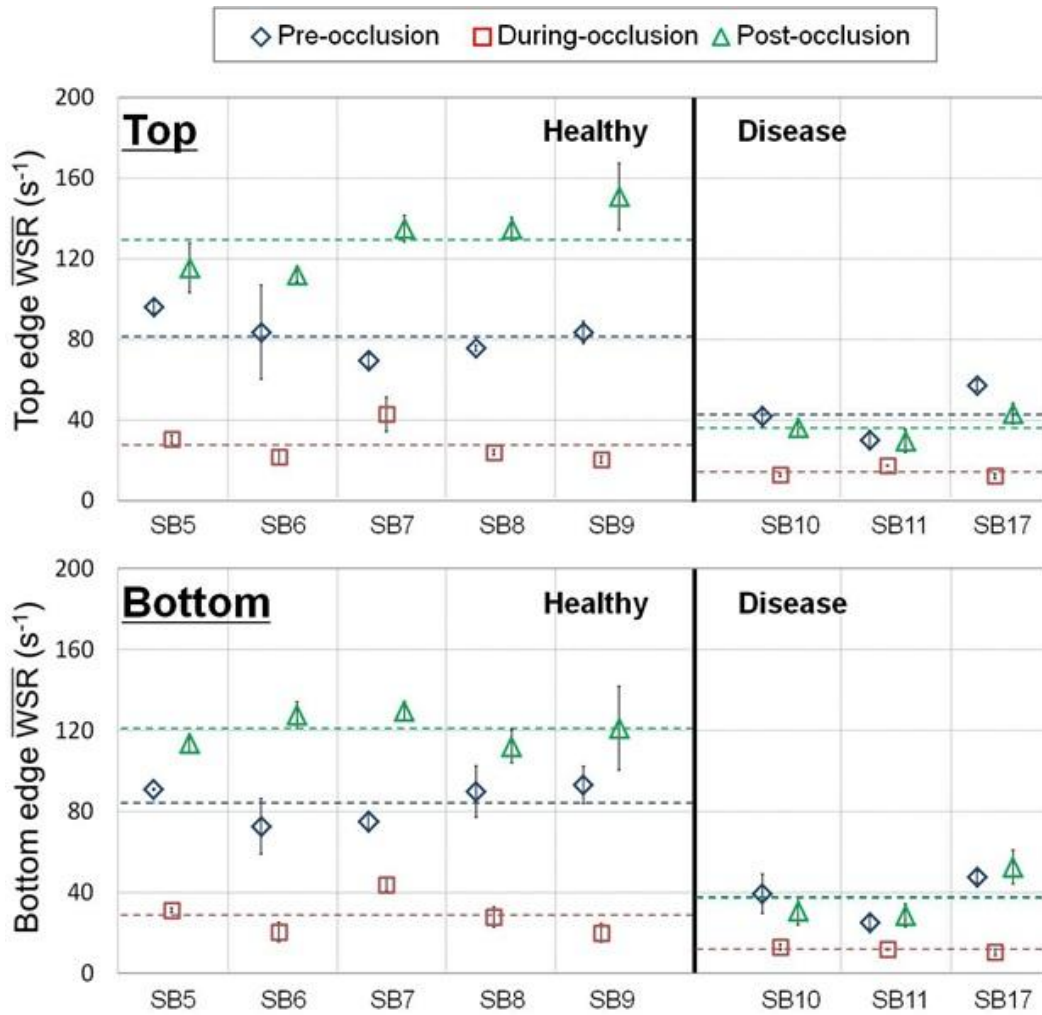 Pre-occlusion During-occlusion Post-occlusion
Top edge W̅S̅R̅ (s⁻¹)
200
160
120
80
40
0
Top Healthy Disease
SB5 SB6 SB7 SB8 SB9 SB10 SB11 SB17
Bottom edge W̅S̅R̅ (s⁻¹)
200
160
120
80
40
0
Bottom Healthy Disease
SB5 SB6 SB7 SB8 SB9 SB10 SB11 SB17